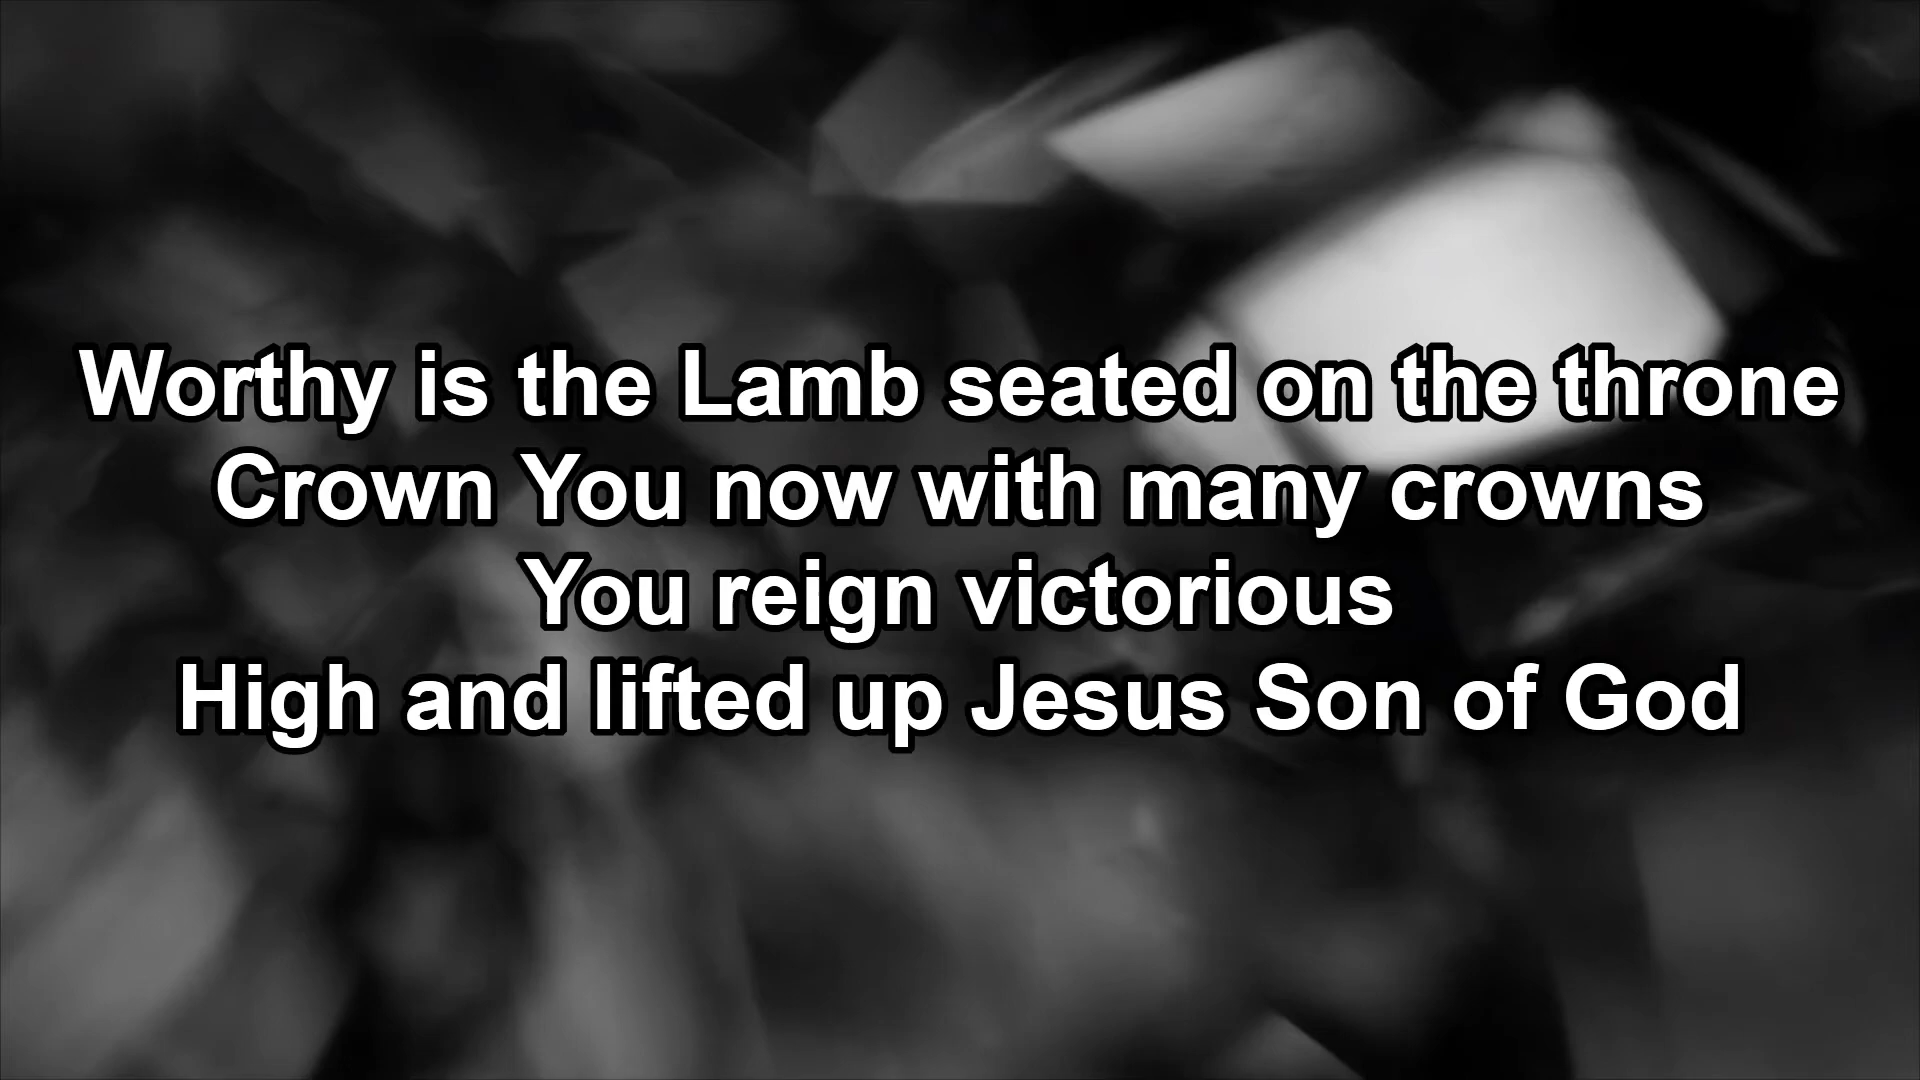 Worthy is the Lamb seated on the throne
Crown You now with many crowns
You reign victorious
High and lifted up Jesus Son of God